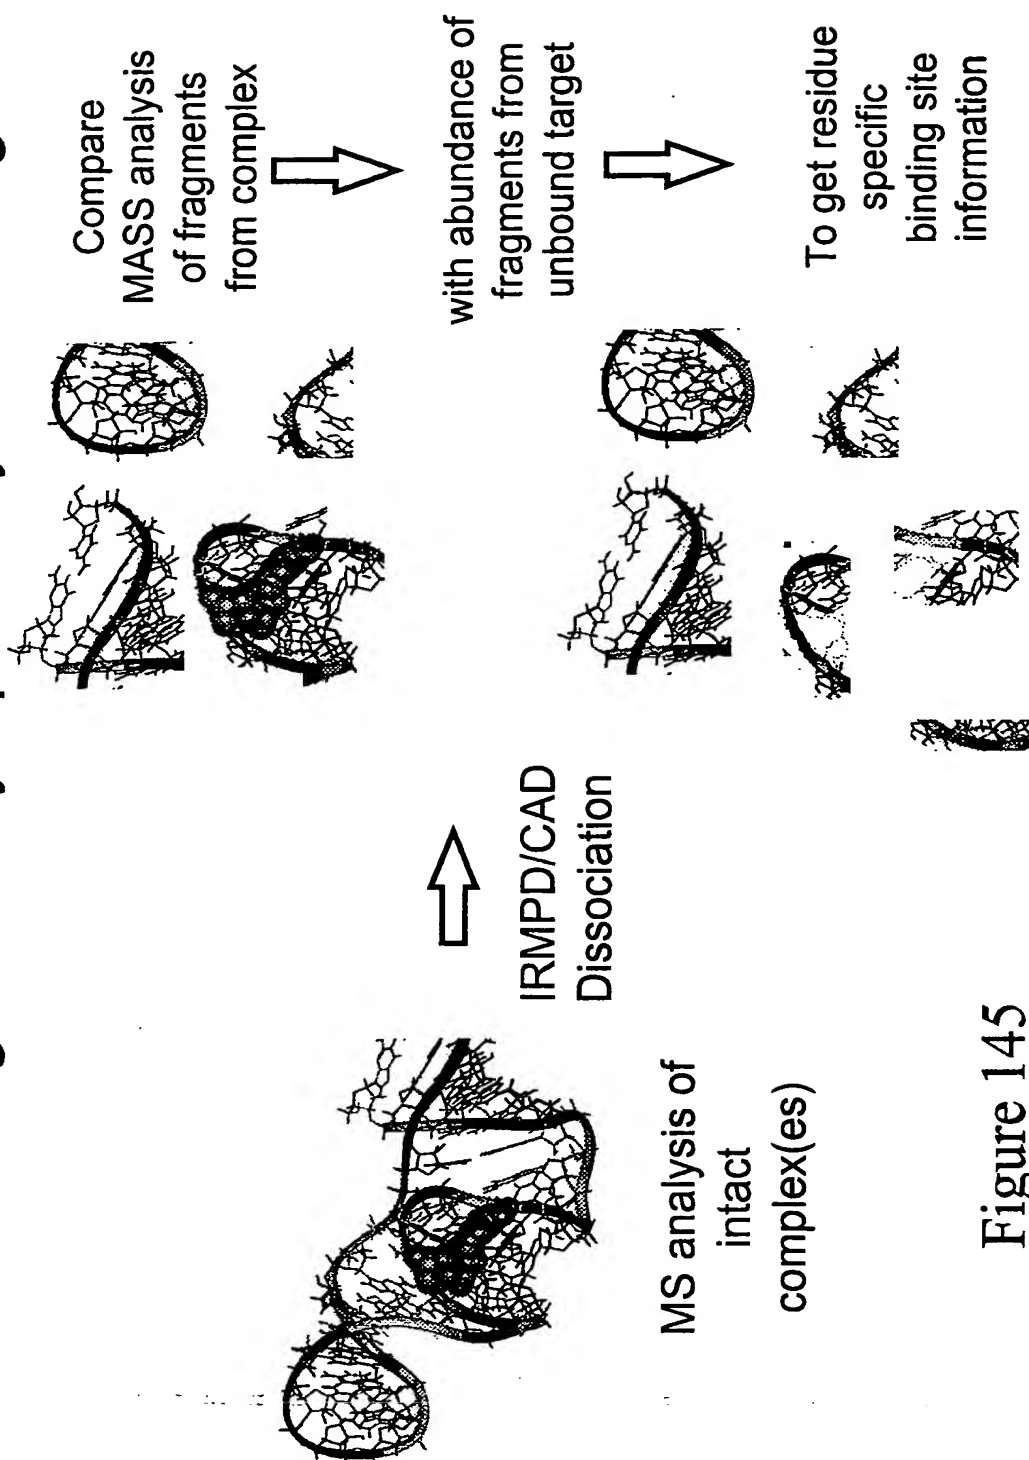 MS analysis of
intact
complex(es)
IRMPD/CAD
Dissociation
Compare
MASS analysis
of fragments
from complex
with abundance of
fragments from
unbound target
To get residue
specific
binding site
information
Figure 145